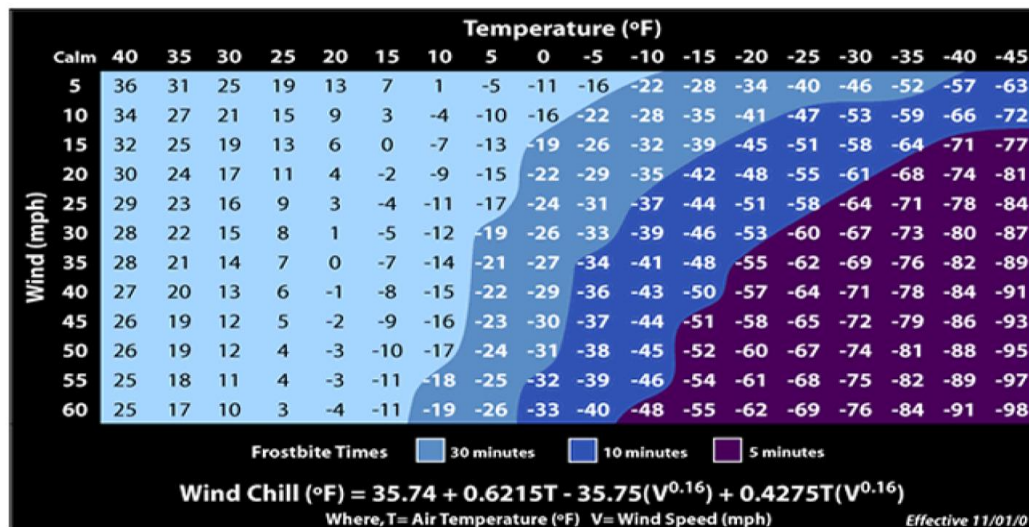 Temperature (ºF)
Calm 40 35 30 25 20 15 10 5 0 -5 -10 -15 -20 -25 -30 -35 -40 -45
5 36 31 25 19 13 7 1 -5 -11 -16 -22 -28 -34 -40 -46 -52 -57 -63
10 34 27 21 15 9 3 -4 -10 -16 -22 -28 -35 -41 -47 -53 -59 -66 -72
15 32 25 19 13 6 0 -7 -13 -19 -26 -32 -39 -45 -51 -58 -64 -71 -77
20 30 24 17 11 4 -2 -9 -15 -22 -29 -35 -42 -48 -55 -61 -68 -74 -81
25 29 23 16 9 3 -4 -11 -17 -24 -31 -37 -44 -51 -58 -64 -71 -78 -84
30 28 22 15 8 1 -5 -12 -19 -26 -33 -39 -46 -53 -60 -67 -73 -80 -87
35 28 21 14 7 0 -7 -14 -21 -27 -34 -41 -48 -55 -62 -69 -76 -82 -89
40 27 20 13 6 -1 -8 -15 -22 -29 -36 -43 -50 -57 -64 -71 -78 -84 -91
45 26 19 12 5 -2 -9 -16 -23 -30 -37 -44 -51 -58 -65 -72 -79 -86 -93
50 26 19 12 4 -3 -10 -17 -24 -31 -38 -45 -52 -60 -67 -74 -81 -88 -95
55 25 18 11 4 -3 -11 -18 -25 -32 -39 -46 -54 -61 -68 -75 -82 -89 -97
60 25 17 10 3 -4 -11 -19 -26 -33 -40 -48 -55 -62 -69 -76 -84 -91 -98
Wind (mph)
Frostbite Times 30 minutes 10 minutes 5 minutes
Wind Chill (ºF) = 35.74 + 0.6215T - 35.75(V0.16) + 0.4275T(V0.16)
Where, T= Air Temperature (ºF) V= Wind Speed (mph)
Effective 11/01/0